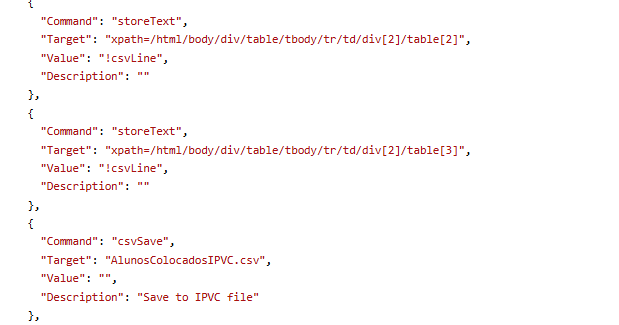 {
"Command": "storeText",
"Target": "xpath=/html/body/div/table/tbody/tr/td/div[2]/table[2]",
"Value": "!csvLine",
"Description": ""
},
{
"Command": "storeText",
"Target": "xpath=/html/body/div/table/tbody/tr/td/div[2]/table[3]",
"Value": "!csvLine",
"Description": ""
},
{
"Command": "csvSave",
"Target": "AlunosColocadosIPVC.csv",
"Value": "",
"Description": "Save to IPVC file"
},